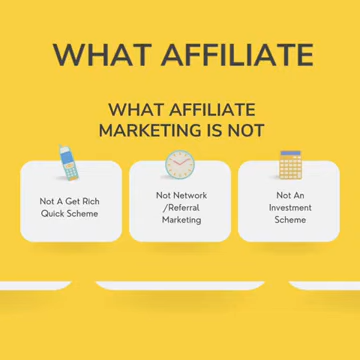 WHAT AFFILIATE
WHAT AFFILIATE
MARKETING IS NOT
Not A Get Rich
Quick Scheme
Not Network
/Referral
Marketing
Not An
Investment
Scheme